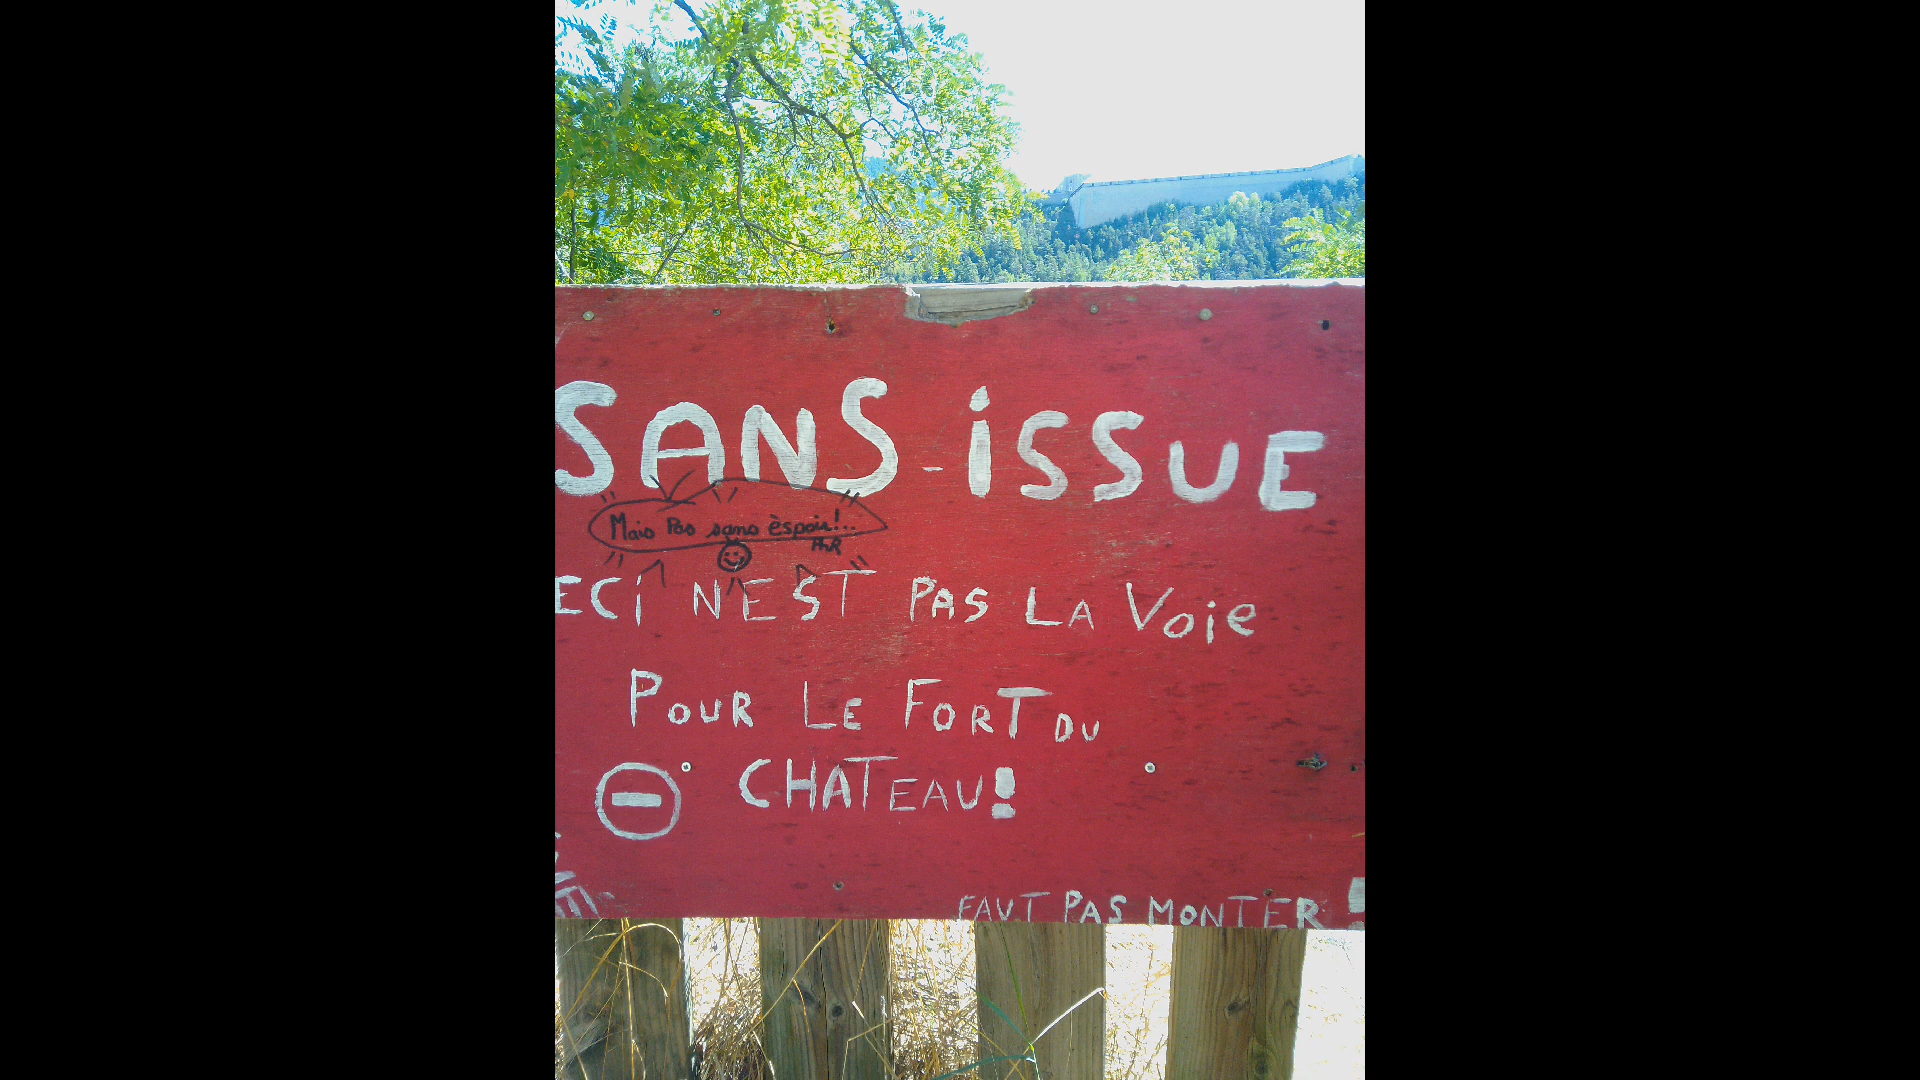 SANS-iSSUE
Mais Pas sans èspoir!...
PhR
ECi N'EST PAS LA Voie
POUR LE FORT DU
CHATEAU!
FAUT PAS MONTER!